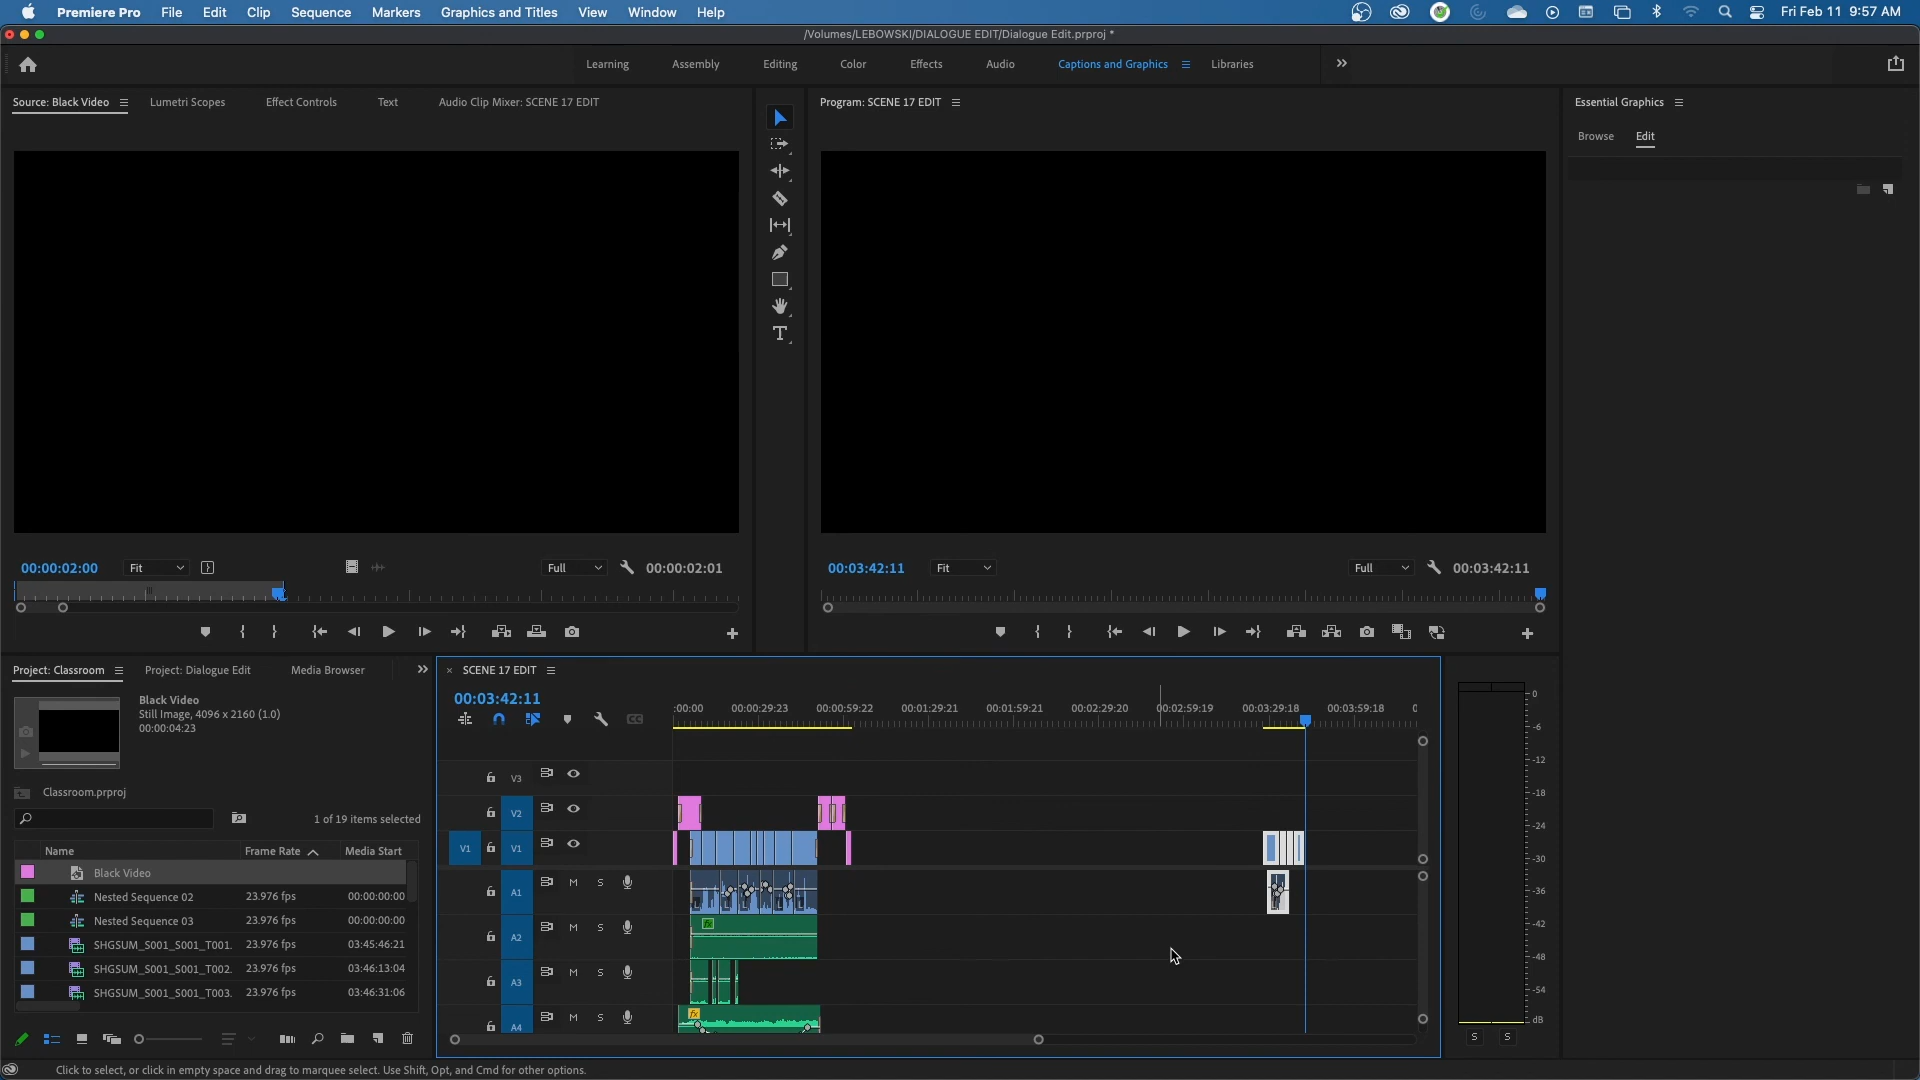 Premiere Pro File Edit Clip Sequence Markers Graphics and Titles View Window Help Fri Feb 11 9:57 AM
/Volumes/LEBOWSKI/DIALOGUE EDIT/Dialogue Edit.prproj *
Learning Assembly Editing Color Effects Audio Captions and Graphics Libraries
Source: Black Video Lumetri Scopes Effect Controls Text Audio Clip Mixer: SCENE 17 EDIT
Program: SCENE 17 EDIT
Essential Graphics
Browse Edit
00:00:02:00 Fit Full 00:00:02:01
00:03:42:11 Fit Full 00:03:42:11
Project: Classroom Project: Dialogue Edit Media Browser
Black Video
Still Image, 4096 x 2160 (1.0)
00:00:04:23
Classroom.prproj
1 of 19 items selected
Name Frame Rate Media Start
Black Video
Nested Sequence 02 23.976 fps 00:00:00:00
Nested Sequence 03 23.976 fps 00:00:00:00
SHGSUM_S001_S001_T001. 23.976 fps 03:45:46:21
SHGSUM_S001_S001_T002. 23.976 fps 03:46:13:04
SHGSUM_S001_S001_T003. 23.976 fps 03:46:31:06
× SCENE 17 EDIT
00:03:42:11
:00:00 00:00:29:23 00:00:59:22 00:01:29:21 00:01:59:21 00:02:29:20 00:02:59:19 00:03:29:18 00:03:59:18 0
V3
V2
V1 V1
A1 M S
A2 M S
fx
A3 M S
A4 M S
fx
0
-6
-12
-18
-24
-30
-36
-42
-48
-54
dB
S S
Click to select, or click in empty space and drag to marquee select. Use Shift, Opt, and Cmd for other options.